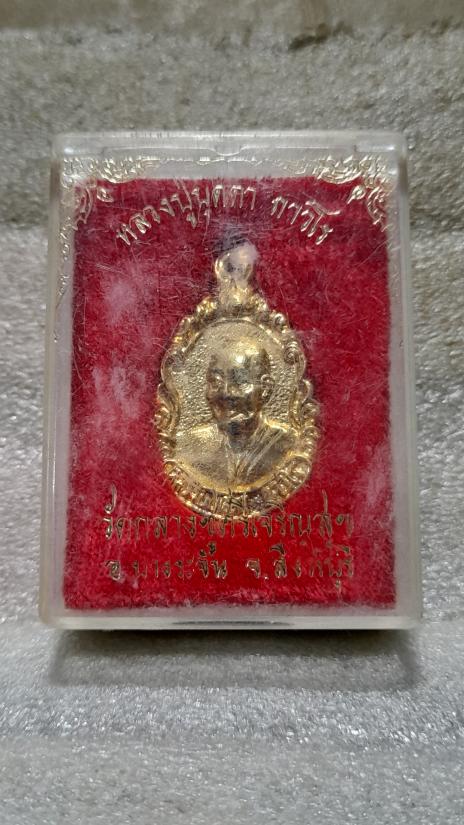 หลวงปู่บุดดา ถาวโร
วัดกลางชูศรีเจริญสุข
อ.บางระจัน จ.สิงห์บุรี